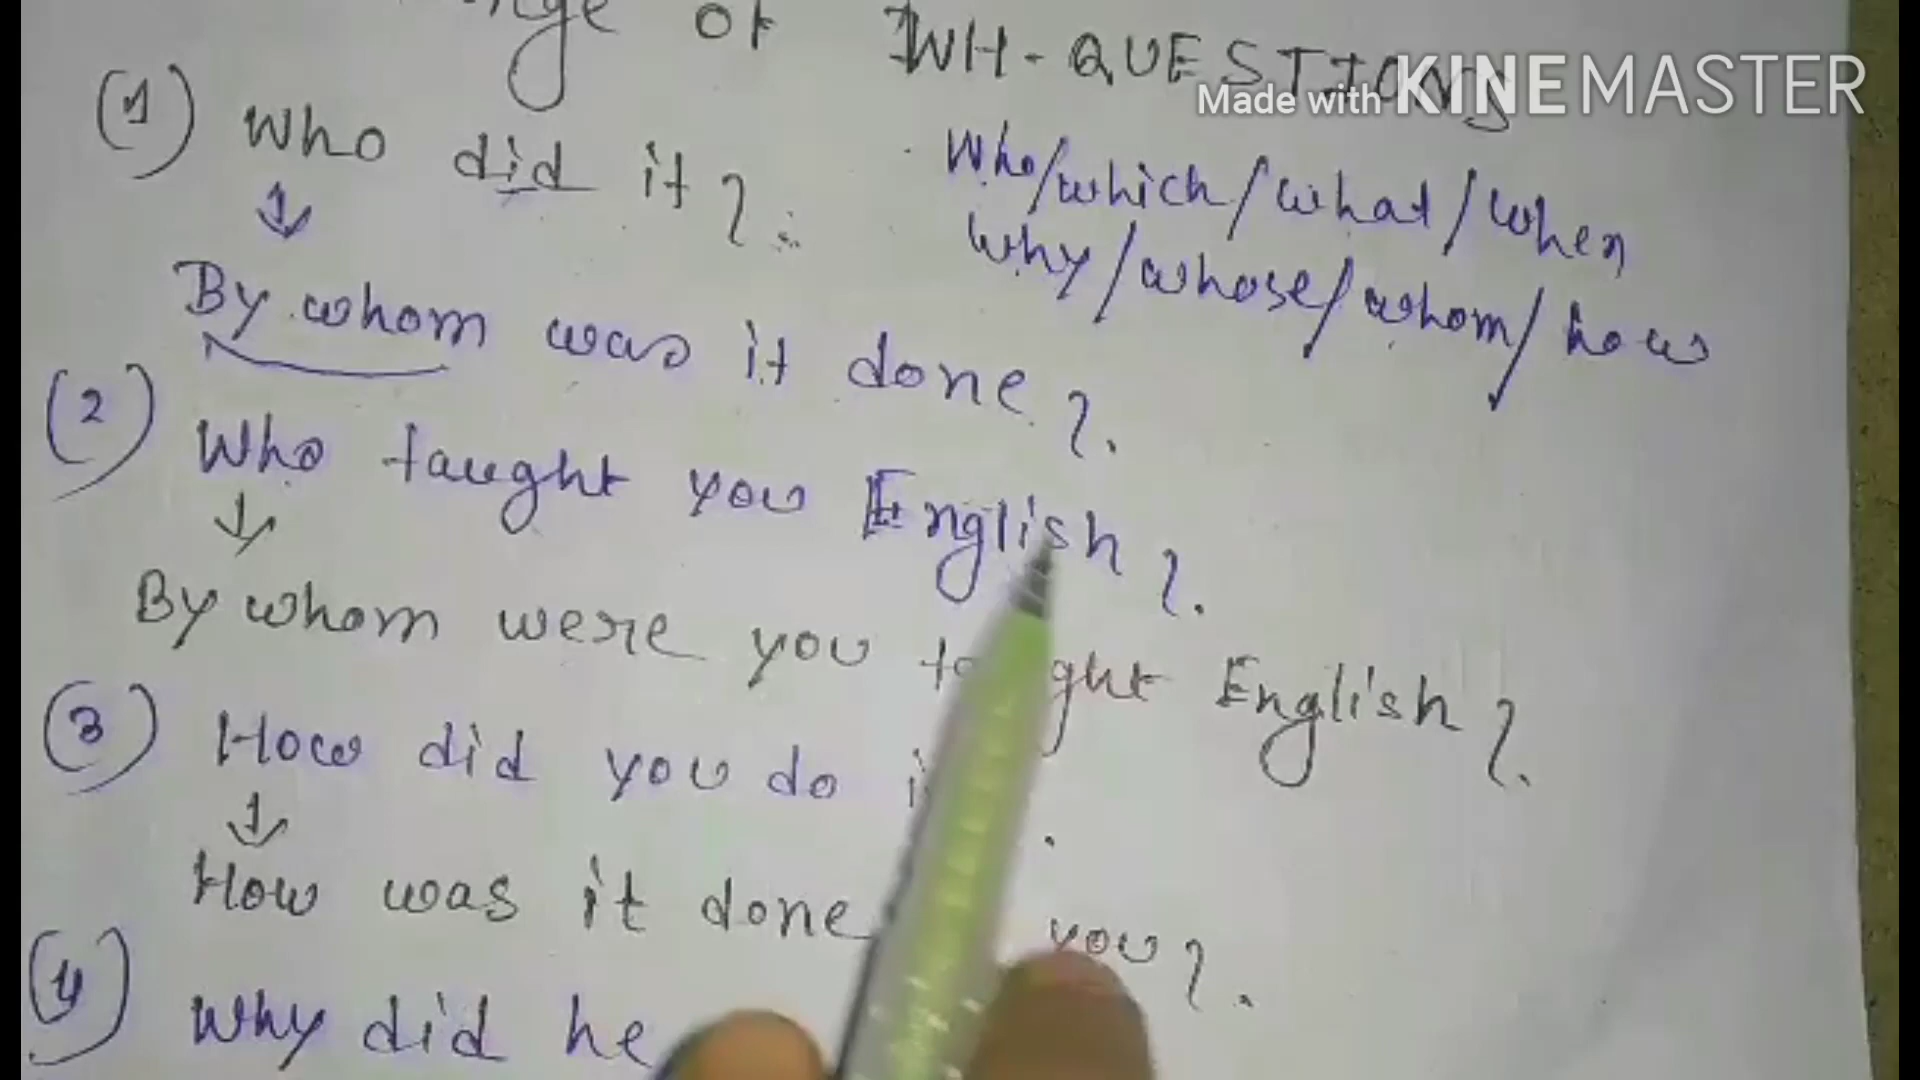 of WH-QUESTIONS
Made with KINEMASTER
(1) Who did it?
Who/which/what/when
why/whose/whom/how
By whom was it done?
(2) Who taught you English?
By whom were you English?
(3) How did you do
How was it done you?
(4) Why did he